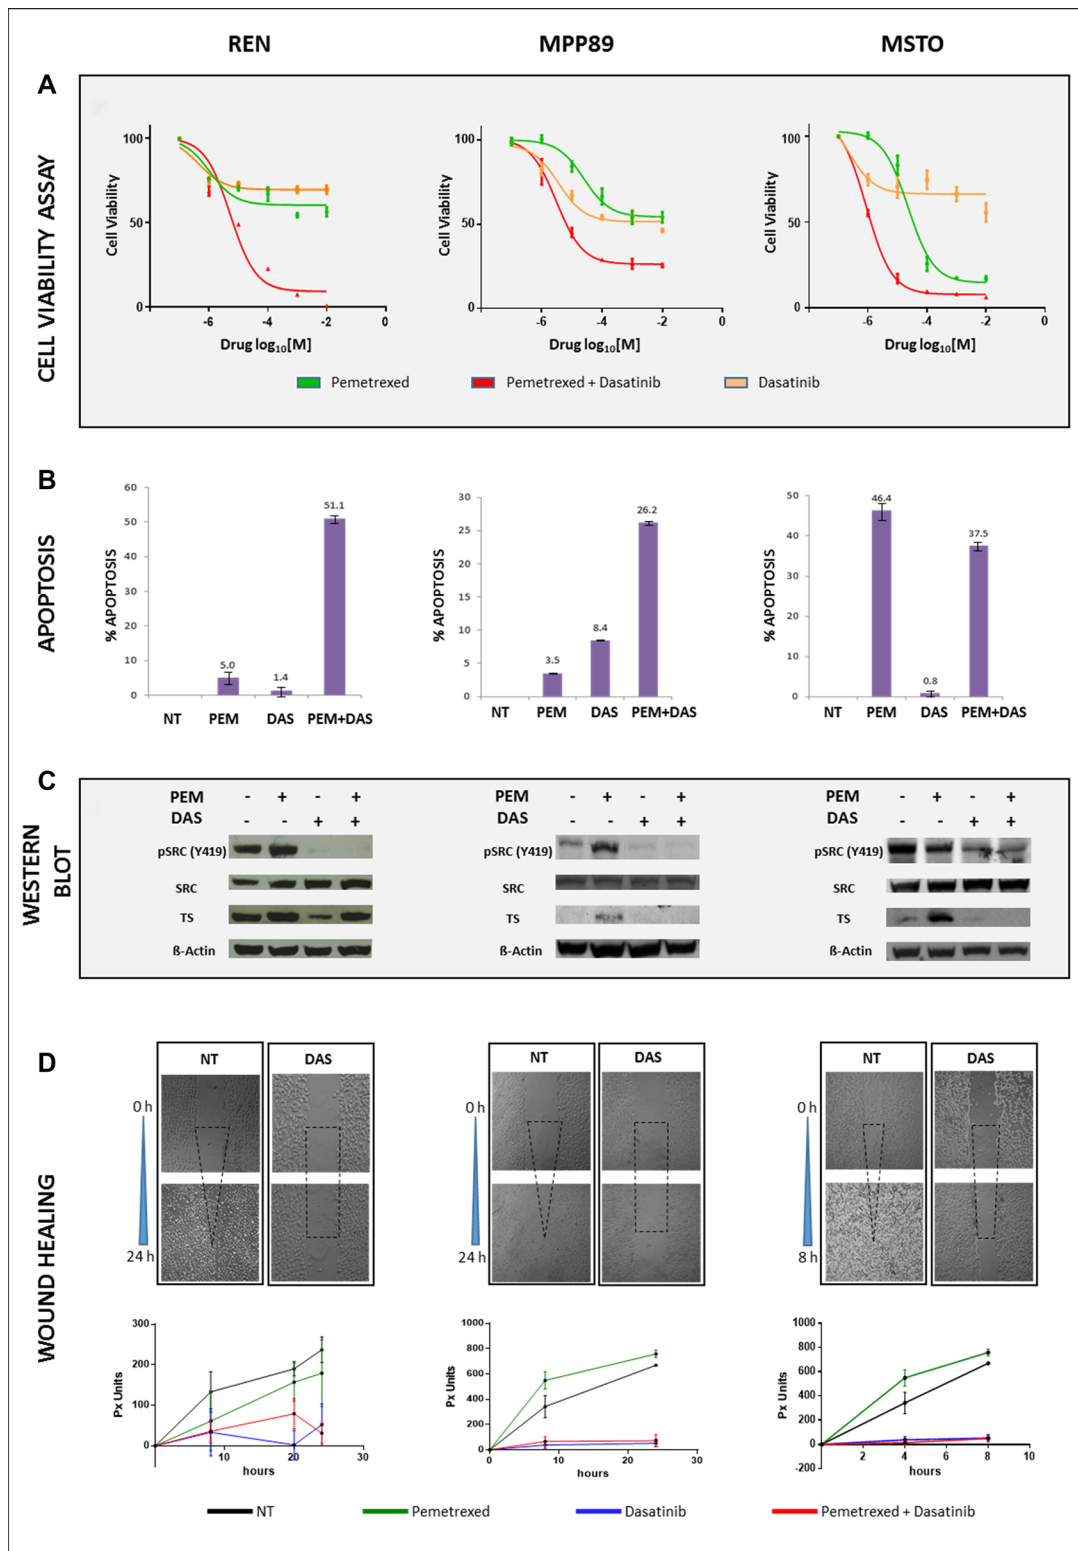 REN MPP89 MSTO
A
CELL VIABILITY ASSAY
100
50
0
Cell Viability
-6 -4 -2 0
Drug log10[M]
100
50
0
Cell Viability
-6 -4 -2 0
Drug log10[M]
100
50
0
Cell Viability
-6 -4 -2 0
Drug log10[M]
Pemetrexed Pemetrexed + Dasatinib Dasatinib
B
APOPTOSIS
% APOPTOSIS
60
50
40
30
20
10
0
5.0 1.4 51.1
NT PEM DAS PEM+DAS
% APOPTOSIS
30
25
20
15
10
5
0
3.5 8.4 26.2
NT PEM DAS PEM+DAS
% APOPTOSIS
50
40
30
20
10
0
46.4 0.8 37.5
NT PEM DAS PEM+DAS
C
WESTERN
BLOT
PEM - + - +
DAS - - + +
pSRC (Y419)
SRC
TS
ß-Actin
PEM - + - +
DAS - - + +
pSRC (Y419)
SRC
TS
ß-Actin
PEM - + - +
DAS - - + +
pSRC (Y419)
SRC
TS
ß-Actin
D
WOUND HEALING
NT DAS
0 h
24 h
NT DAS
0 h
24 h
NT DAS
0 h
8 h
Px Units
300
200
100
0
0 10 20 30
hours
Px Units
1000
800
600
400
200
0
0 10 20 30
hours
Px Units
1000
800
600
400
200
0
-200
2 4 6 8 10
hours
NT Pemetrexed Dasatinib Pemetrexed + Dasatinib